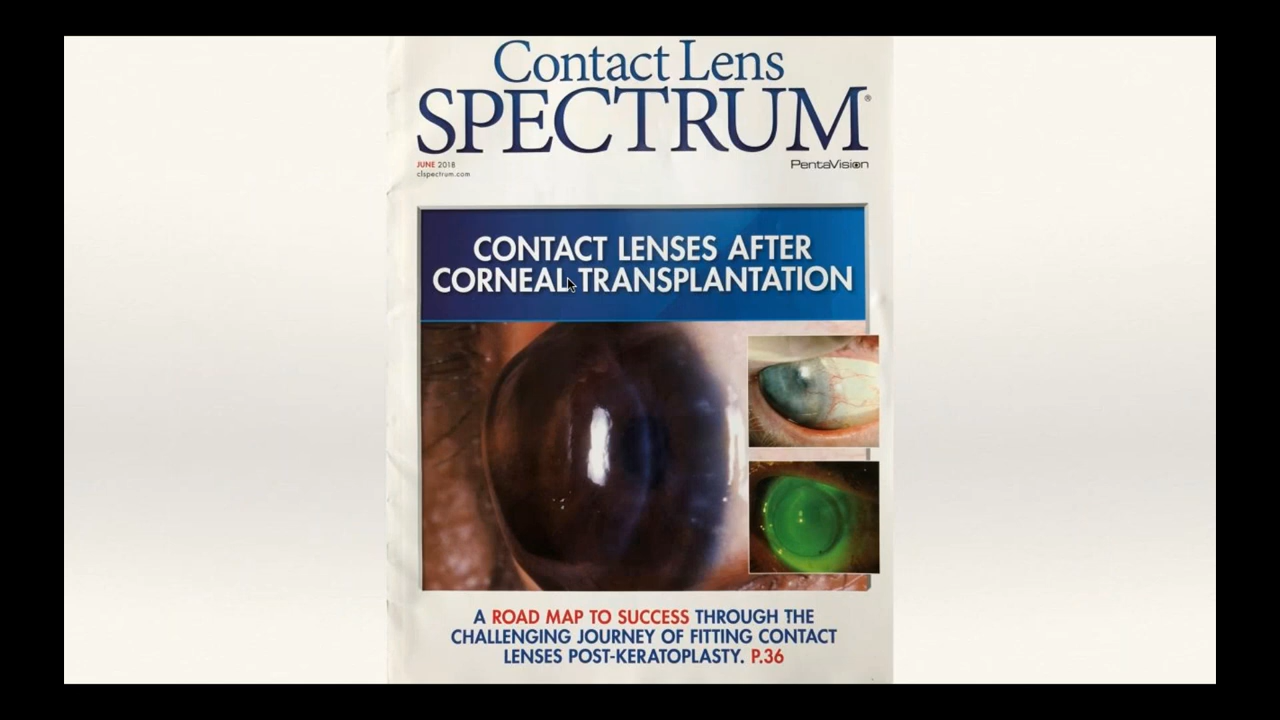 Contact Lens
SPECTRUM®
JUNE 2018
clspectrum.com
PentaVision
CONTACT LENSES AFTER
CORNEAL TRANSPLANTATION
A ROAD MAP TO SUCCESS THROUGH THE
CHALLENGING JOURNEY OF FITTING CONTACT
LENSES POST-KERATOPLASTY. P.36